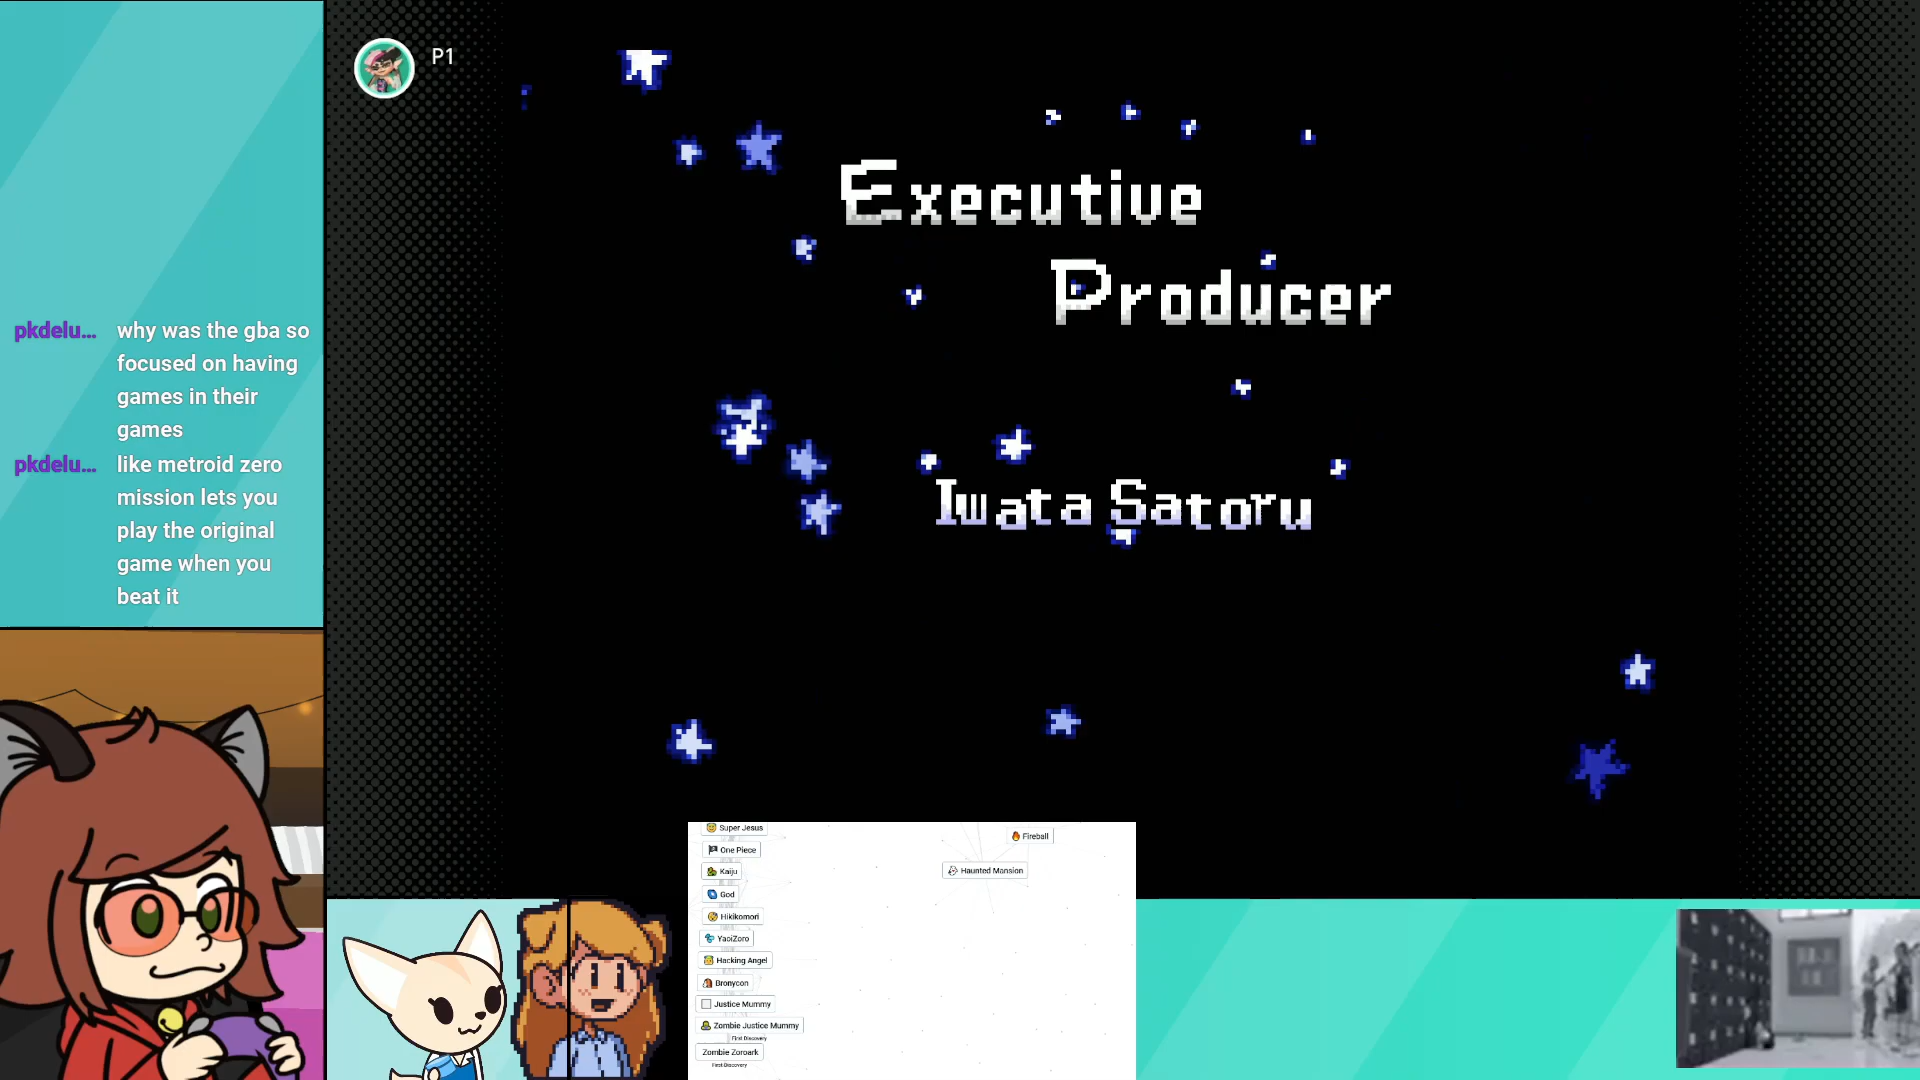 P1
Executive
Producer
Iwata Satoru
pkdelu... why was the gba so
focused on having
games in their
games
pkdelu... like metroid zero
mission lets you
play the original
game when you
beat it
Super Jesus
One Piece
Kaiju
God
Hikikomori
YaoiZoro
Hacking Angel
Bronycon
Justice Mummy
Zombie Justice Mummy
First Discovery
Zombie Zoroark
First Discovery
Fireball
Haunted Mansion